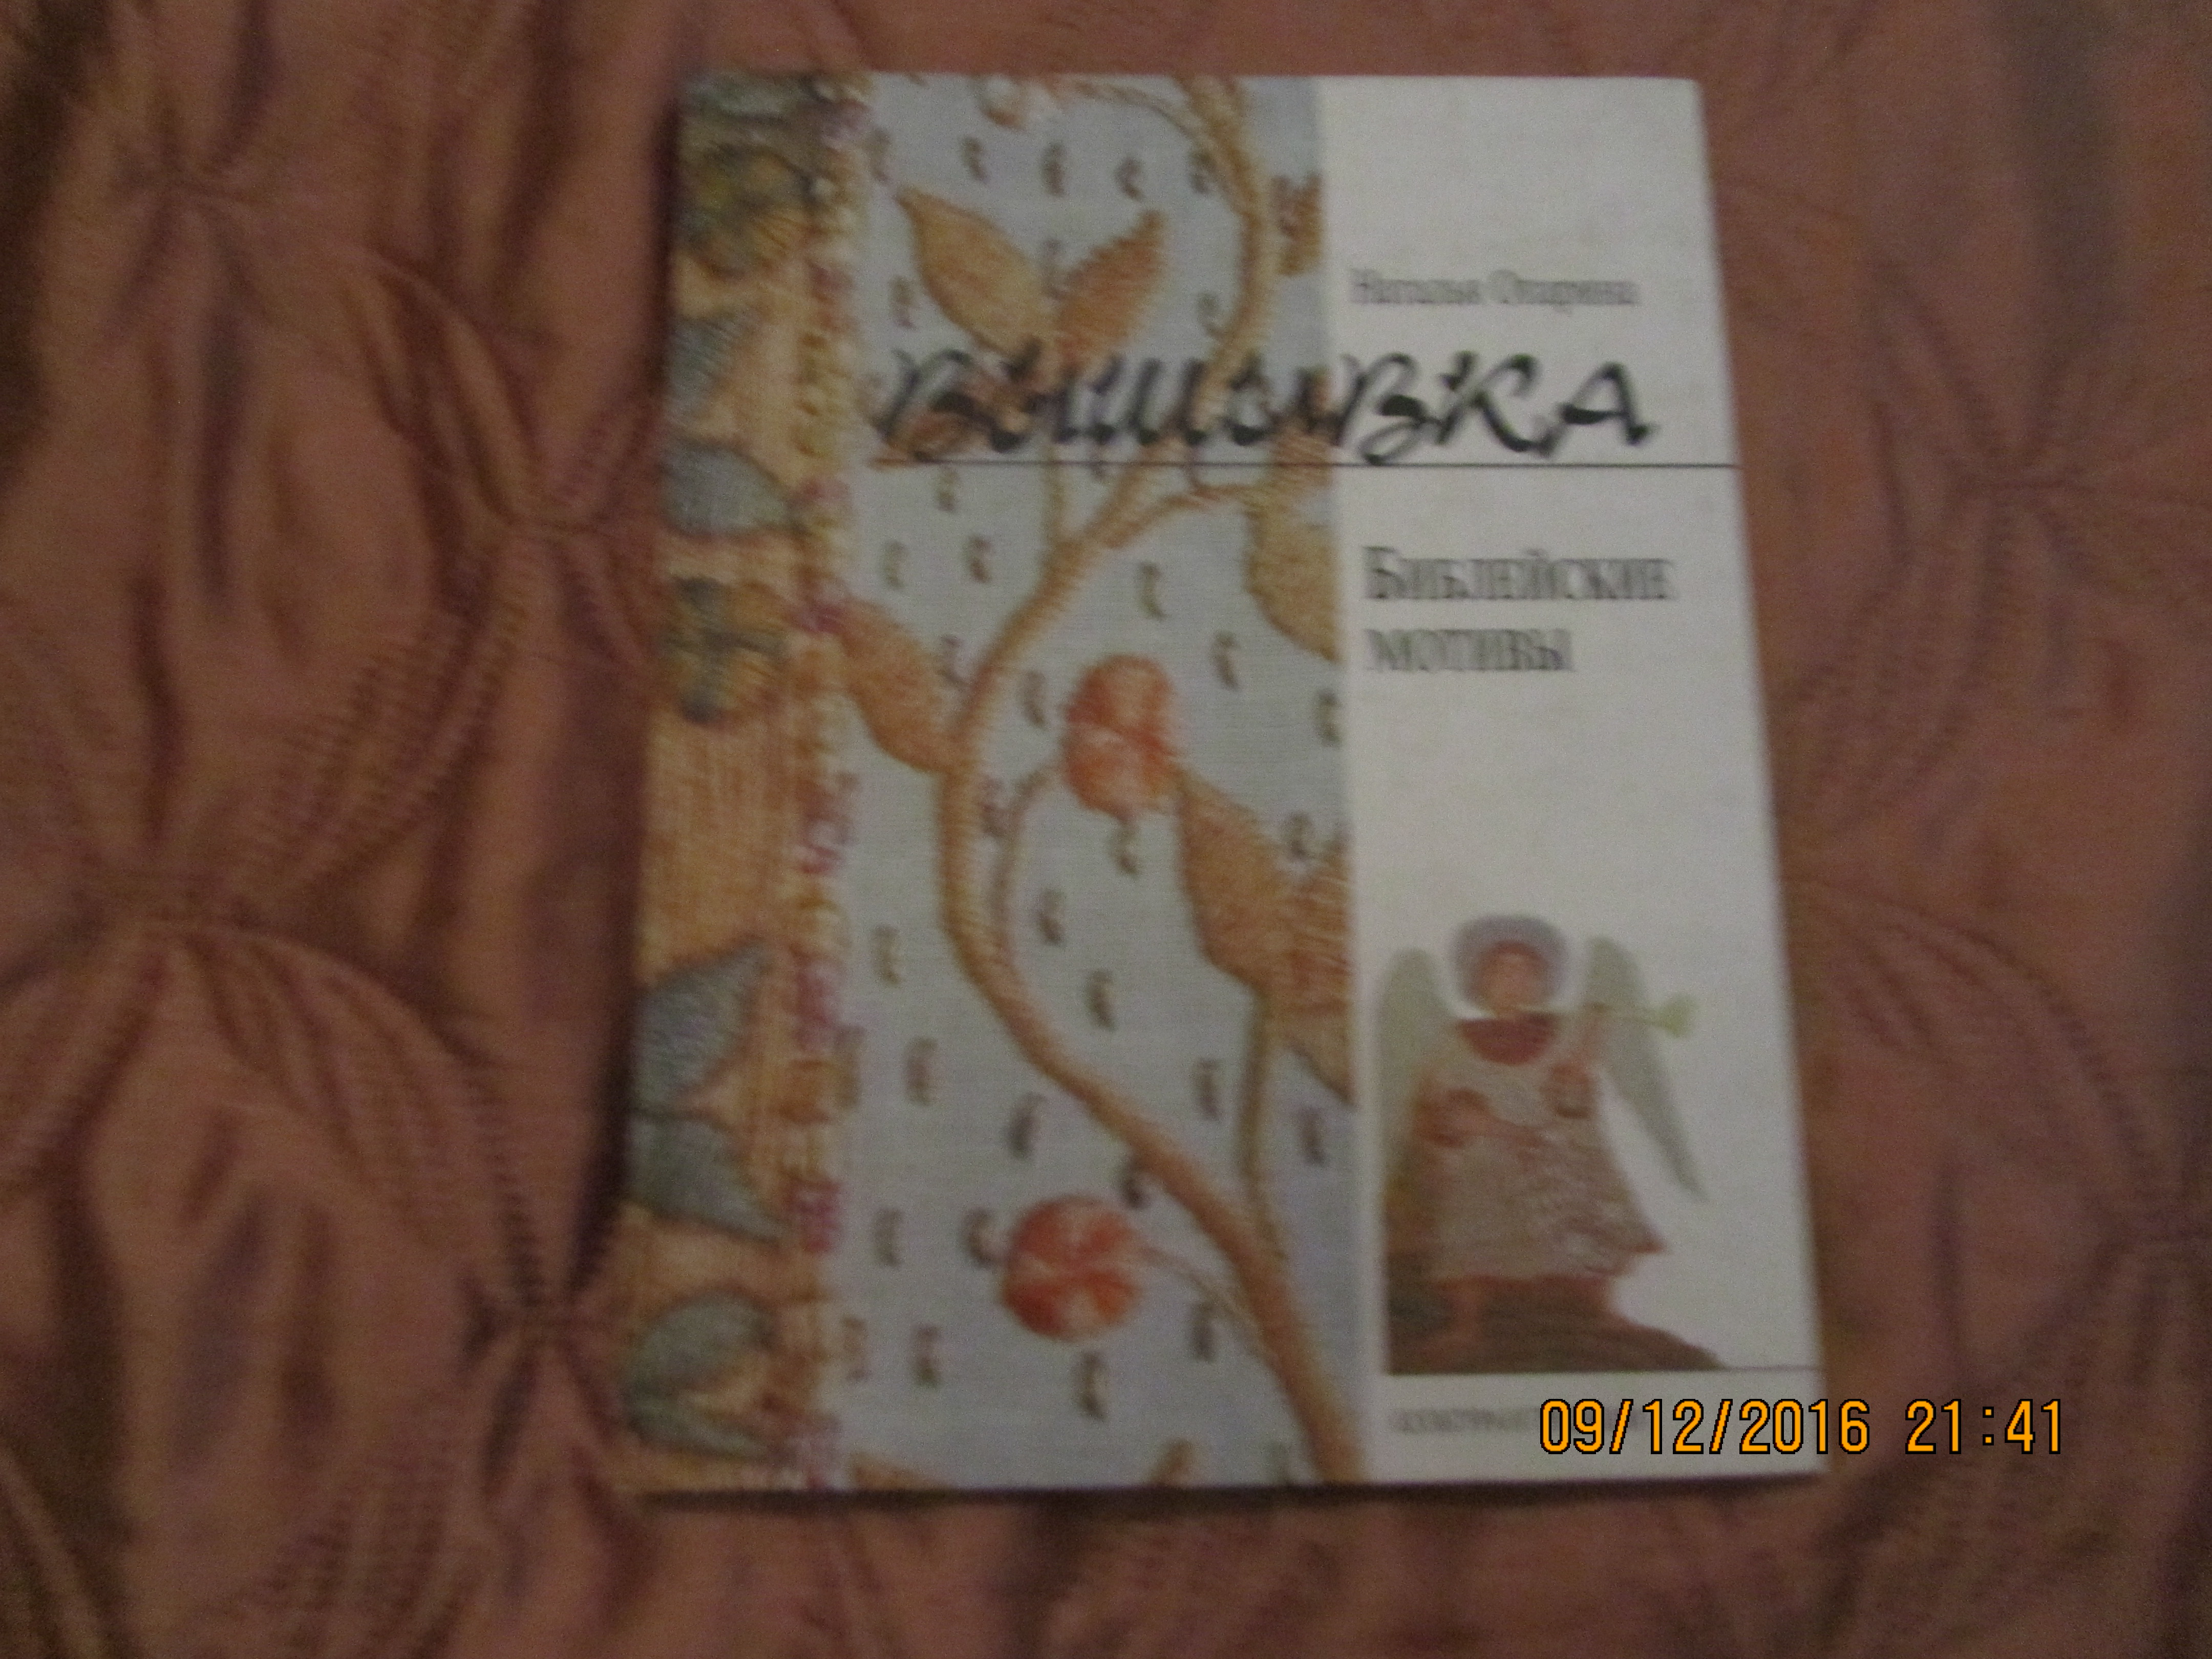 Наталья Опарина
вышивка
Библейские
мотивы
09/12/2016 21:41